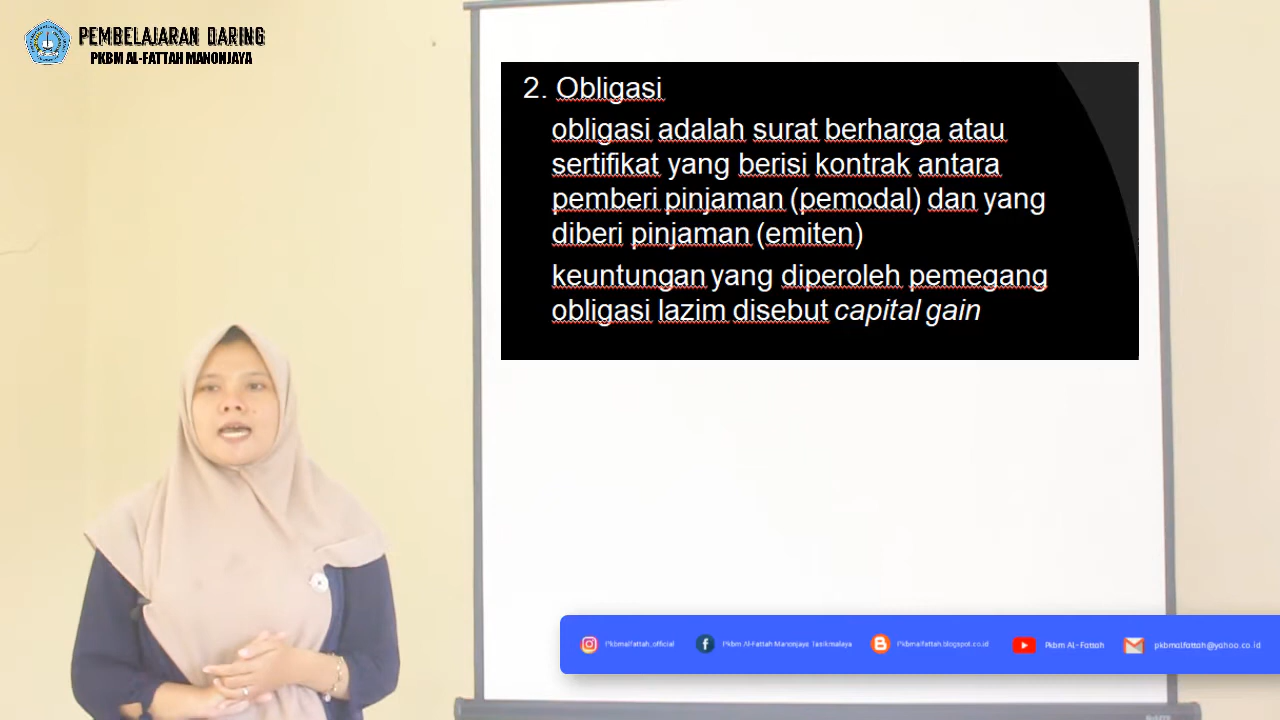 PEMBELAJARAN DARING
PKBM AL-FATTAH MANONJAYA
2. Obligasi
obligasi adalah surat berharga atau
sertifikat yang berisi kontrak antara
pemberi pinjaman (pemodal) dan yang
diberi pinjaman (emiten)
keuntungan yang diperoleh pemegang
obligasi lazim disebut capital gain
Pkbmalfattah_official
Pkbm Al-Fattah Manonjaya Tasikmalaya
Pkbmalfattah.blogspot.co.id
Pkbm Al-Fattah
pkbmalfattah@yahoo.co.id